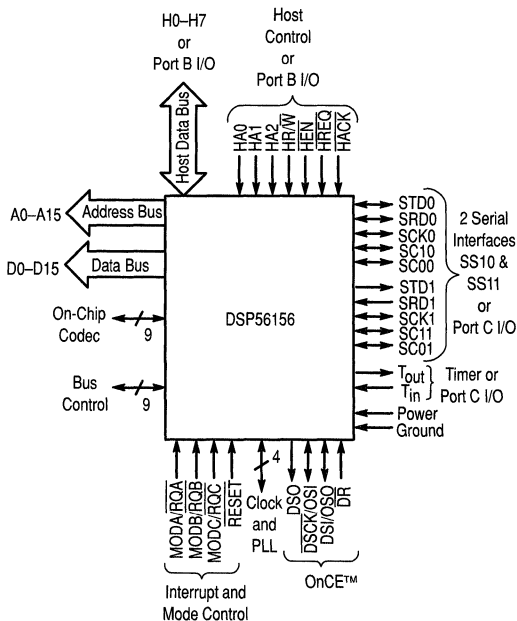 H0–H7
or
Port B I/O
Host
Control
or
Port B I/O
Host Data Bus
HA0
HA1
HA2
HR/W
HEN
HREQ
HACK
A0–A15
Address Bus
D0–D15
Data Bus
On-Chip
Codec
9
Bus
Control
9
DSP56156
STD0
SRD0
SCK0
SC10
SC00
STD1
SRD1
SCK1
SC11
SC01
2 Serial
Interfaces
SS10 &
SS11
or
Port C I/O
Tout
Tin
Timer or
Port C I/O
Power
Ground
MODA/RQA
MODB/RQB
MODC/RQC
RESET
4
Clock
and
PLL
DSO
DSCK/OSI
DSI/OSO
DR
Interrupt and
Mode Control
OnCE™